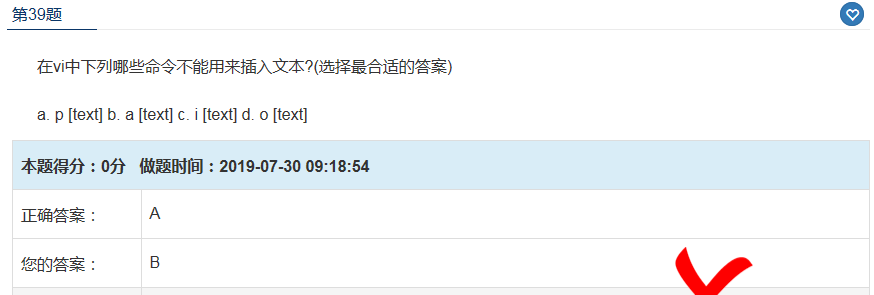 第39题
在vi中下列哪些命令不能用来插入文本?(选择最合适的答案)
a. p [text] b. a [text] c. i [text] d. o [text]
本题得分：0分 做题时间：2019-07-30 09:18:54
正确答案： A
您的答案： B